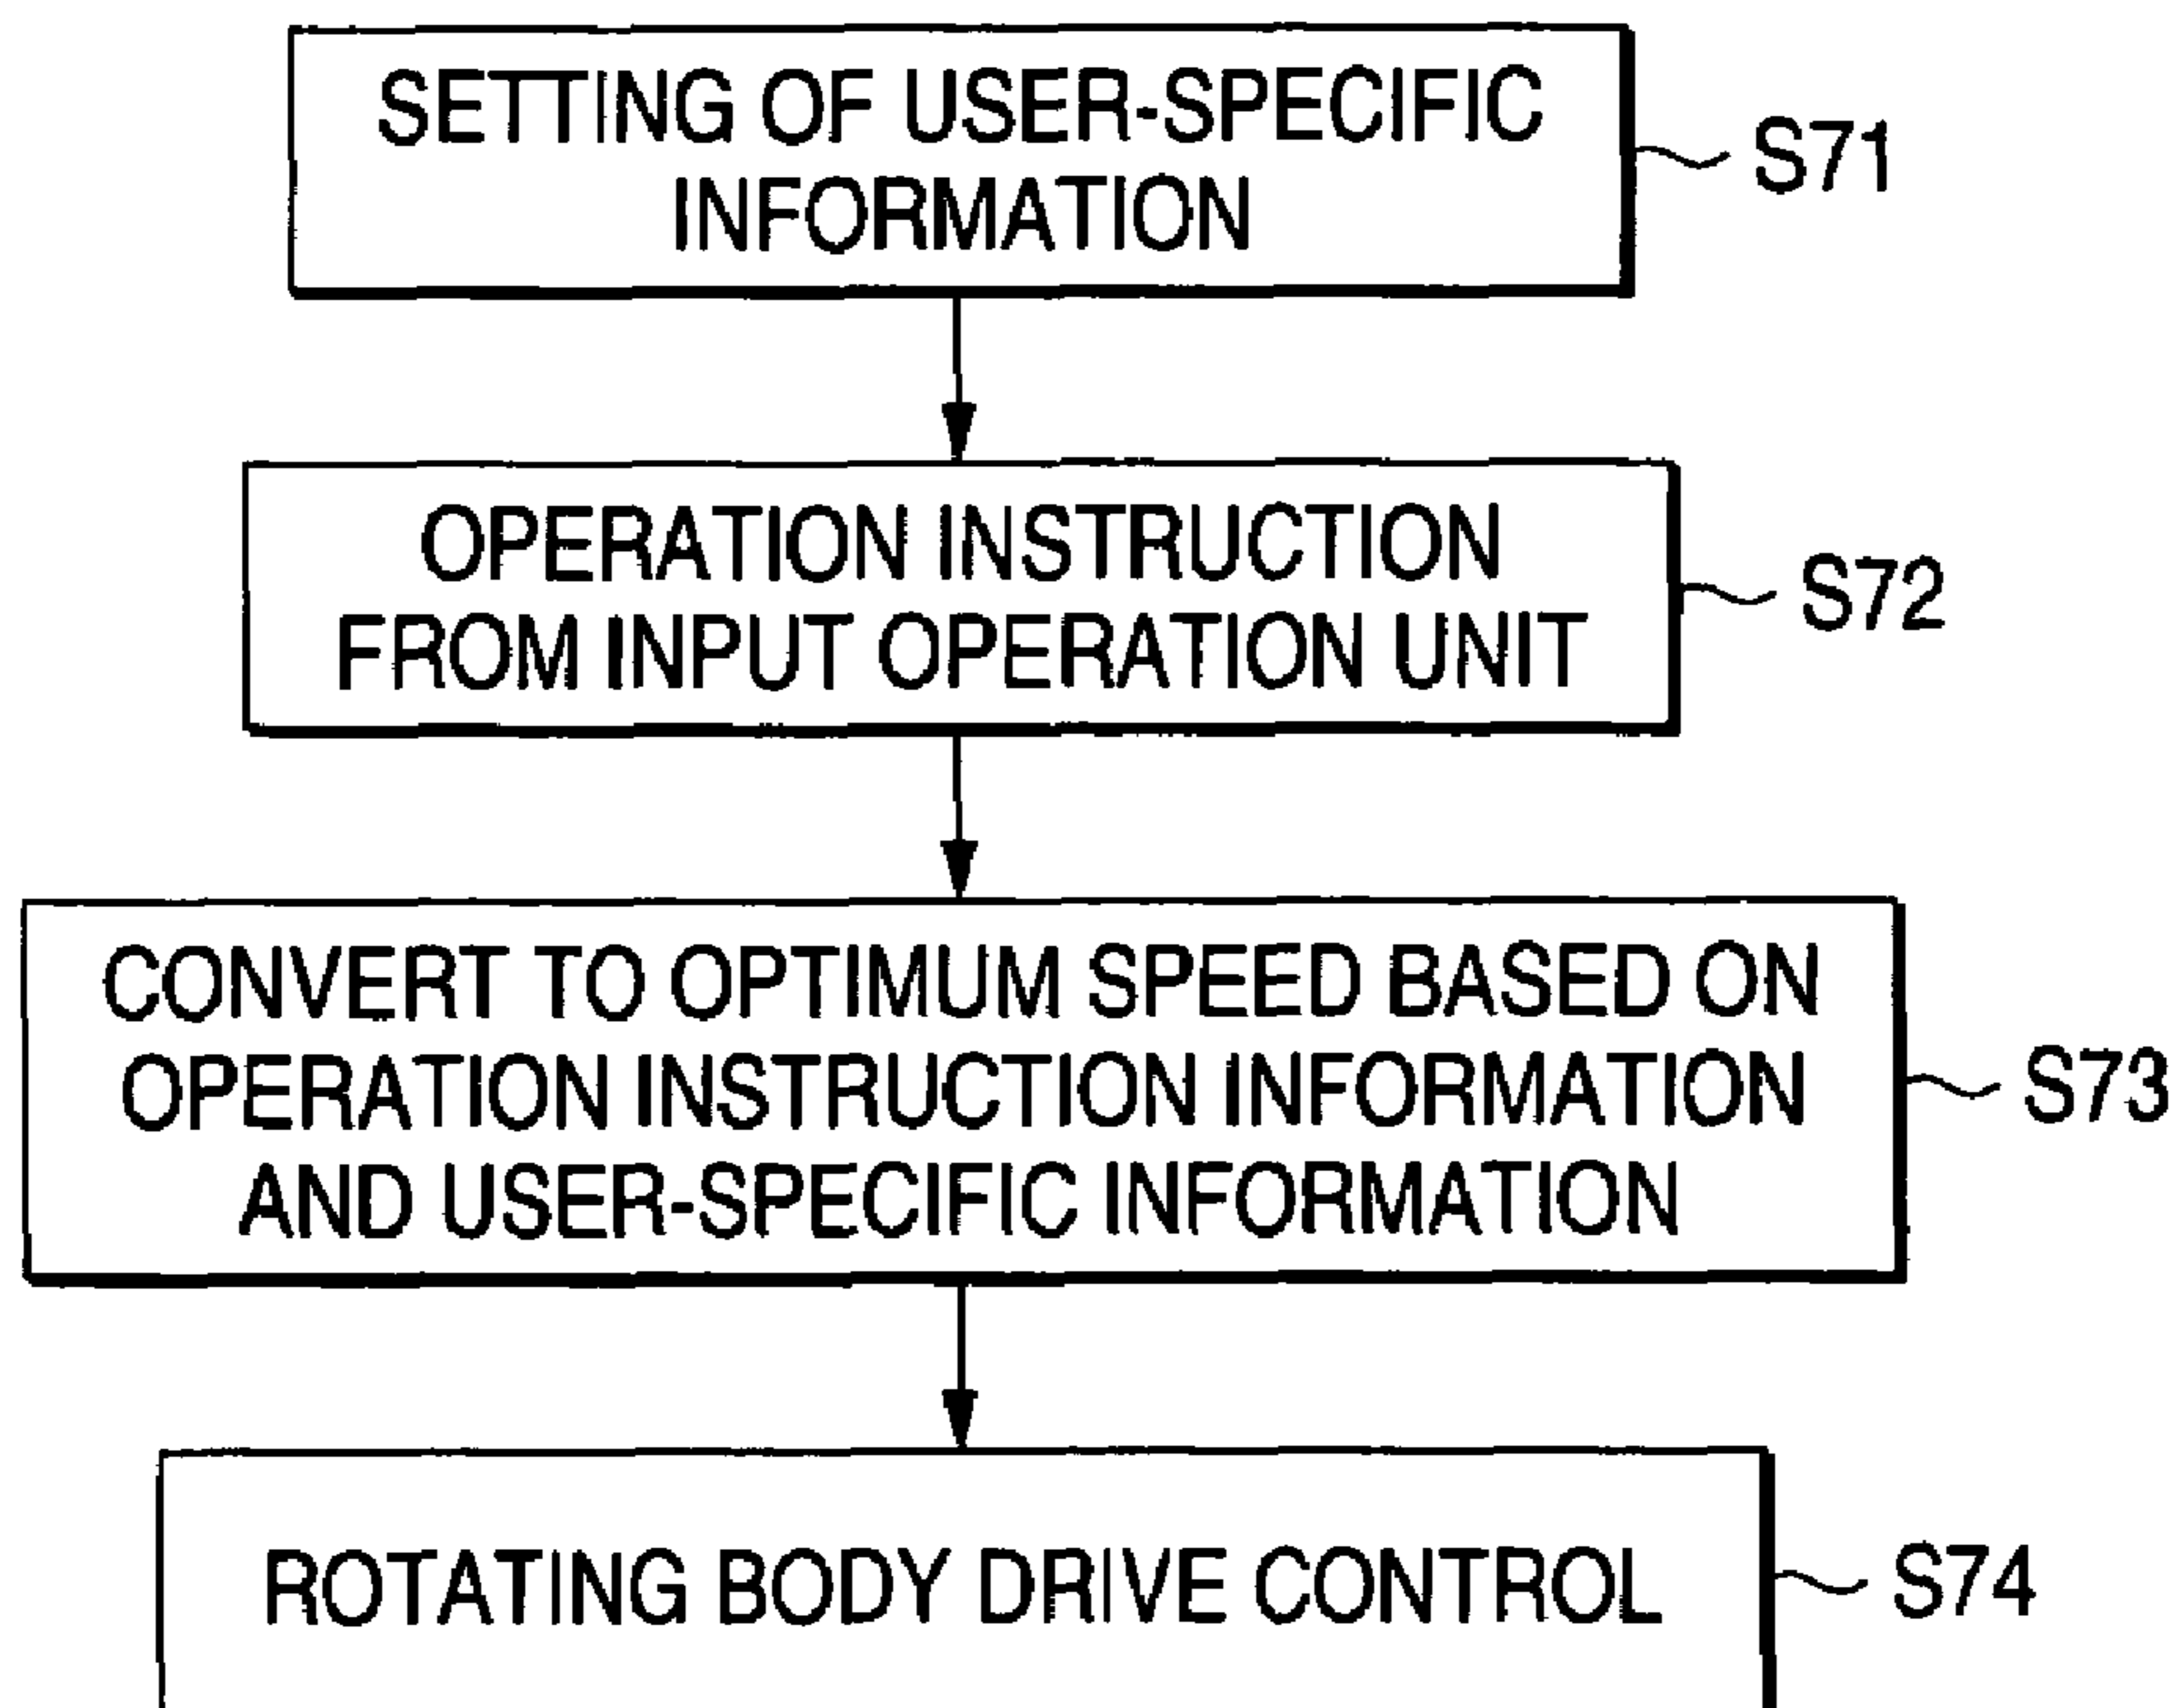 SETTING OF USER-SPECIFIC
INFORMATION
S71
OPERATION INSTRUCTION
FROM INPUT OPERATION UNIT
S72
CONVERT TO OPTIMUM SPEED BASED ON
OPERATION INSTRUCTION INFORMATION
AND USER-SPECIFIC INFORMATION
S73
ROTATING BODY DRIVE CONTROL
S74